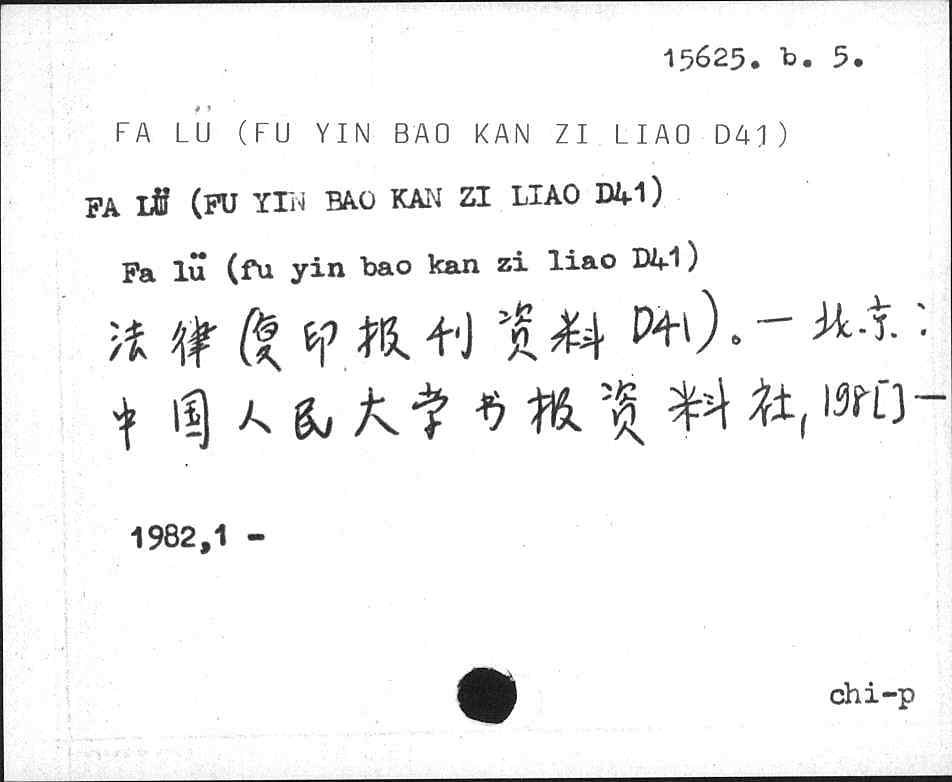 15625. b. 5.
FA LÜ (FU YIN BAO KAN ZI LIAO D41)
FA LÜ (FU YIN BAO KAN ZI LIAO D41)
Fa lü (fu yin bao kan zi liao D41)
法律(复印报刊资料 D41)。— 北京:
中国人民大学书报资料社, 198[]—
1982,1 -
chi-p